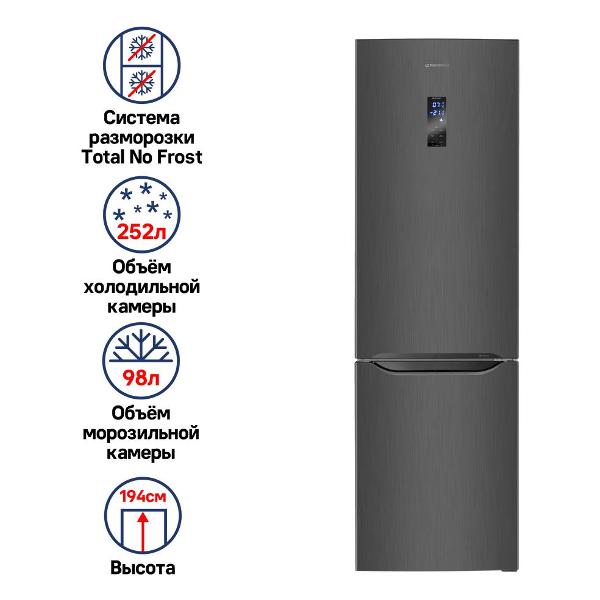 Система
разморозки
Total No Frost
252л
Объём
холодильной
камеры
98л
Объём
морозильной
камеры
194см
Высота